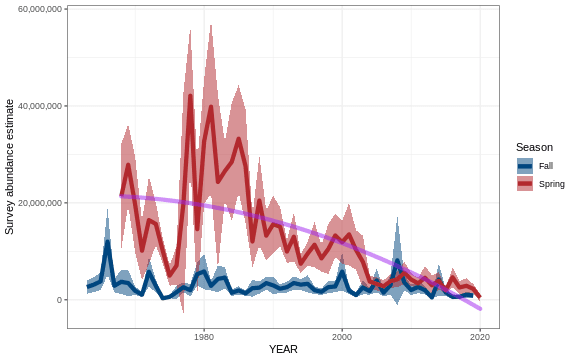 60,000,000
40,000,000
20,000,000
0
Survey abundance estimate
1980
2000
2020
YEAR
Season
Fall
Spring